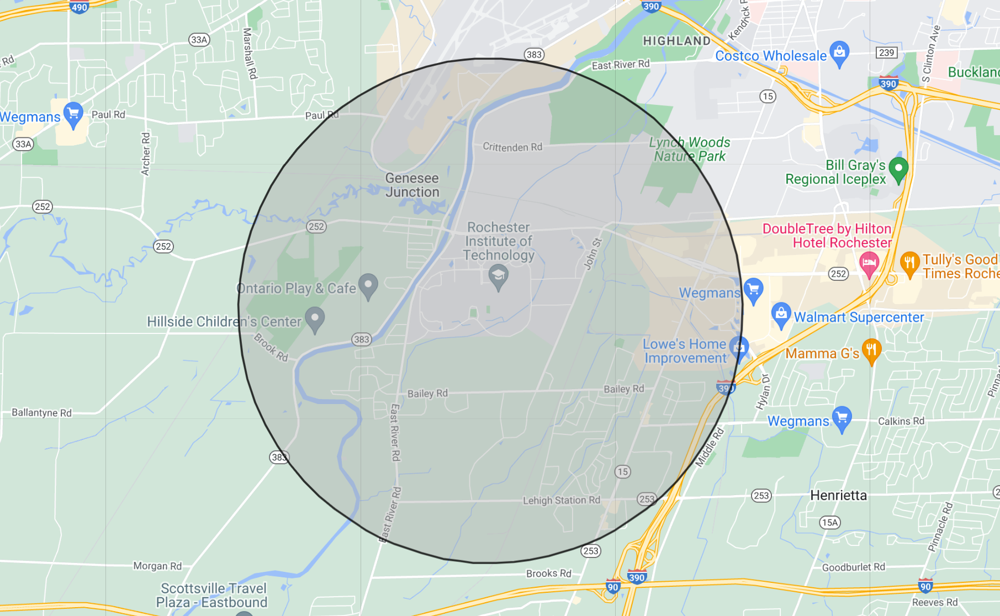 490
390
33A
383
HIGHLAND
Kendrick R
Costco Wholesale
239
S Clinton Ave
e Rd
Marshall Rd
East River Rd
Buckland
390
15
Wegmans
Paul Rd
Paul Rd
33A
Archer Rd
Crittenden Rd
Lynch Woods
Nature Park
Bill Gray's
Regional Iceplex
Genesee
Junction
252
252
252
Rochester
Institute of
Technology
John St
DoubleTree by Hilton
Hotel Rochester
252
Tully's Good
Times Roche
Ontario Play & Cafe
Wegmans
Hillside Children's Center
Walmart Supercenter
383
Brook Rd
Lowe's Home
Improvement
Mamma G's
390
Hylan Dr
Pinnac
Bailey Rd
Bailey Rd
Ballantyne Rd
East River Rd
Wegmans
Calkins Rd
383
Middle Rd
15
East River Rd
Lehigh Station Rd
253
253
Henrietta
2
15A
Pinnacle Rd
253
Morgan Rd
Brooks Rd
Goodburlet Rd
390
90
90
Scottsville Travel
Plaza - Eastbound
Reeves Rd